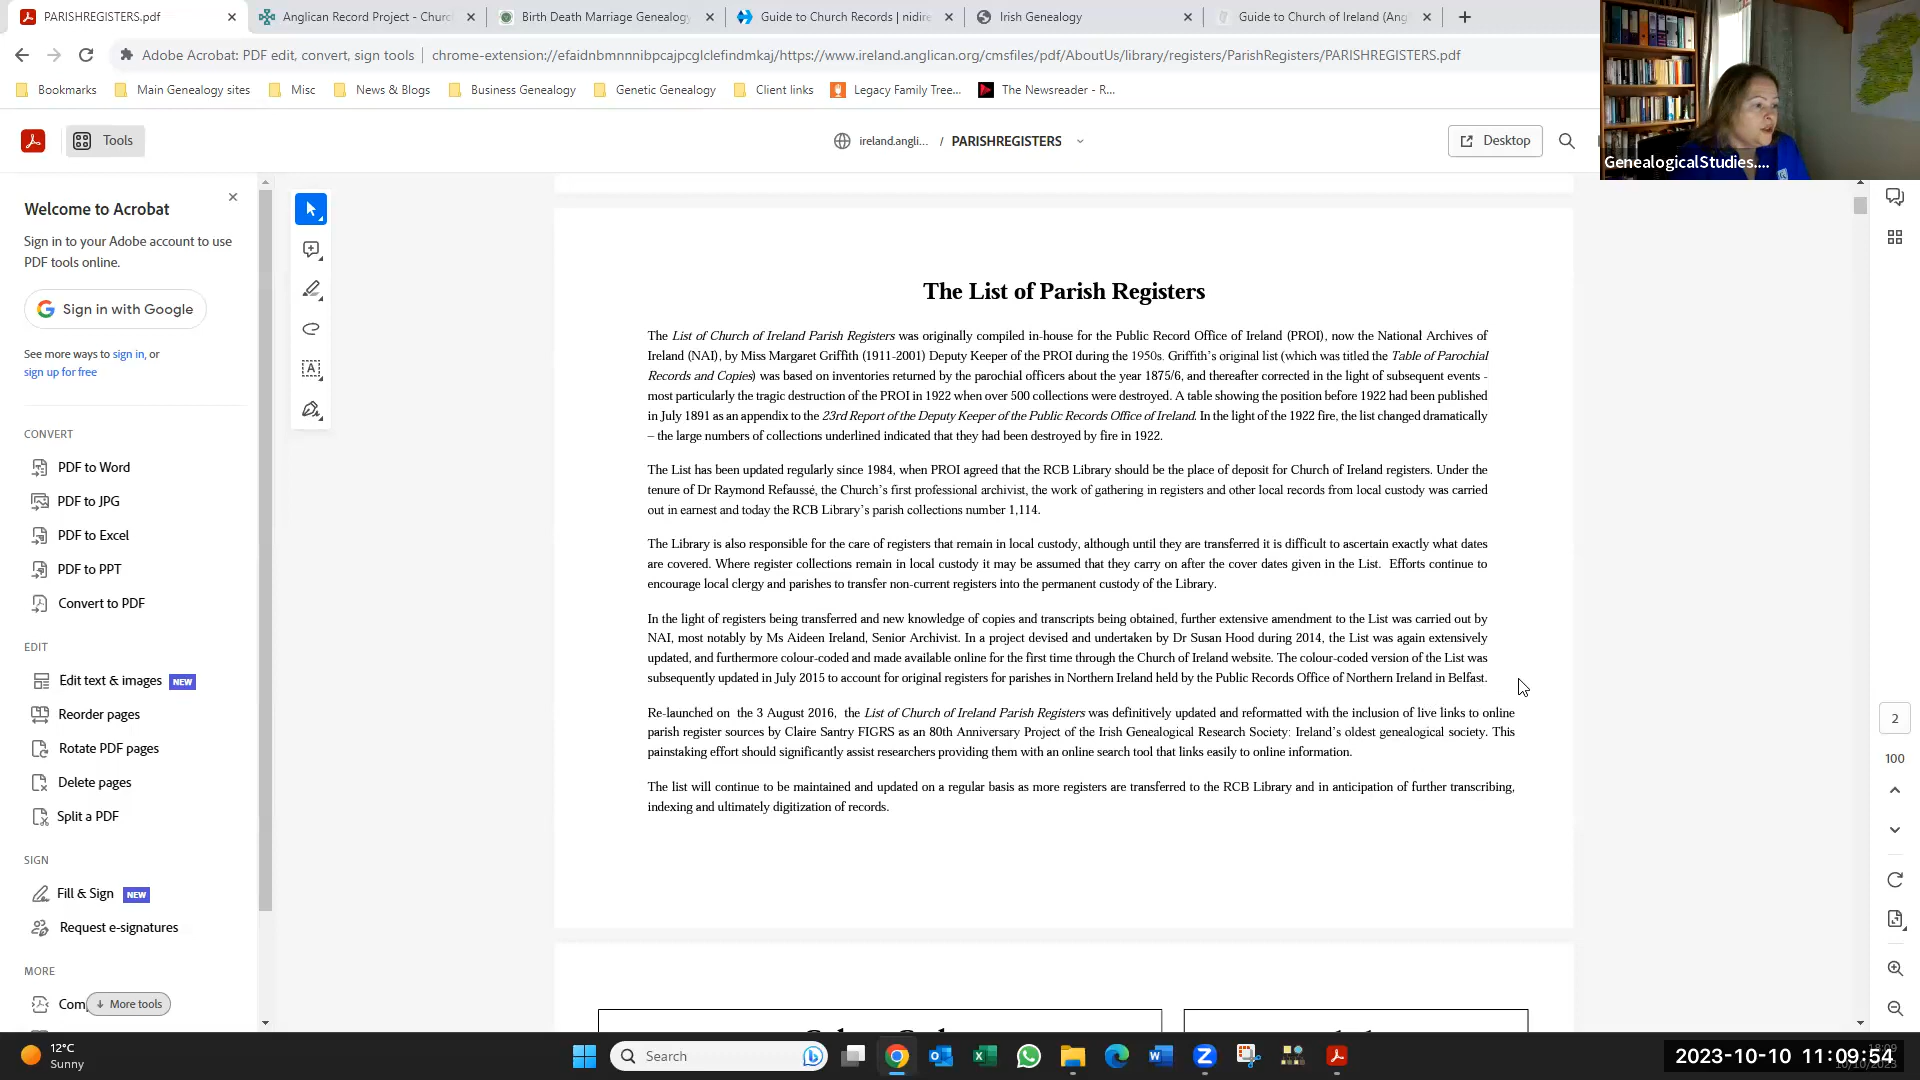 PARISHREGISTERS.pdf
Anglican Record Project - Churc
Birth Death Marriage Genealogy
Guide to Church Records | nidire
Irish Genealogy
Guide to Church of Ireland (Ang
Adobe Acrobat: PDF edit, convert, sign tools
chrome-extension://efaidnbmnnnibpcajpcglclefindmkaj/https://www.ireland.anglican.org/cmsfiles/pdf/AboutUs/library/registers/ParishRegisters/PARISHREGISTERS.pdf
Bookmarks
Main Genealogy sites
Misc
News & Blogs
Business Genealogy
Genetic Genealogy
Client links
Legacy Family Tree...
The Newsreader - R...
Tools
ireland.angli... / PARISHREGISTERS
Desktop
GenealogicalStudies....
Welcome to Acrobat
Sign in to your Adobe account to use
PDF tools online.
Sign in with Google
See more ways to sign in, or
sign up for free
CONVERT
PDF to Word
PDF to JPG
PDF to Excel
PDF to PPT
Convert to PDF
EDIT
Edit text & images NEW
Reorder pages
Rotate PDF pages
Delete pages
Split a PDF
SIGN
Fill & Sign NEW
Request e-signatures
MORE
More tools
The List of Parish Registers
The List of Church of Ireland Parish Registers was originally compiled in-house for the Public Record Office of Ireland (PROI), now the National Archives of
Ireland (NAI), by Miss Margaret Griffith (1911-2001) Deputy Keeper of the PROI during the 1950s. Griffith's original list (which was titled the Table of Parochial
Records and Copies) was based on inventories returned by the parochial officers about the year 1875/6, and thereafter corrected in the light of subsequent events -
most particularly the tragic destruction of the PROI in 1922 when over 500 collections were destroyed. A table showing the position before 1922 had been published
in July 1891 as an appendix to the 23rd Report of the Deputy Keeper of the Public Records Office of Ireland. In the light of the 1922 fire, the list changed dramatically
– the large numbers of collections underlined indicated that they had been destroyed by fire in 1922.
The List has been updated regularly since 1984, when PROI agreed that the RCB Library should be the place of deposit for Church of Ireland registers. Under the
tenure of Dr Raymond Refaussé, the Church's first professional archivist, the work of gathering in registers and other local records from local custody was carried
out in earnest and today the RCB Library's parish collections number 1,114.
The Library is also responsible for the care of registers that remain in local custody, although until they are transferred it is difficult to ascertain exactly what dates
are covered. Where register collections remain in local custody it may be assumed that they carry on after the cover dates given in the List. Efforts continue to
encourage local clergy and parishes to transfer non-current registers into the permanent custody of the Library.
In the light of registers being transferred and new knowledge of copies and transcripts being obtained, further extensive amendment to the List was carried out by
NAI, most notably by Ms Aideen Ireland, Senior Archivist. In a project devised and undertaken by Dr Susan Hood during 2014, the List was again extensively
updated, and furthermore colour-coded and made available online for the first time through the Church of Ireland website. The colour-coded version of the List was
subsequently updated in July 2015 to account for original registers for parishes in Northern Ireland held by the Public Records Office of Northern Ireland in Belfast.
Re-launched on the 3 August 2016, the List of Church of Ireland Parish Registers was definitively updated and reformatted with the inclusion of live links to online
parish register sources by Claire Santry FIGRS as an 80th Anniversary Project of the Irish Genealogical Research Society: Ireland's oldest genealogical society. This
painstaking effort should significantly assist researchers providing them with an online search tool that links easily to online information.
The list will continue to be maintained and updated on a regular basis as more registers are transferred to the RCB Library and in anticipation of further transcribing,
indexing and ultimately digitization of records.
2
100
12°C
Sunny
Search
2023-10-10 11:09:54